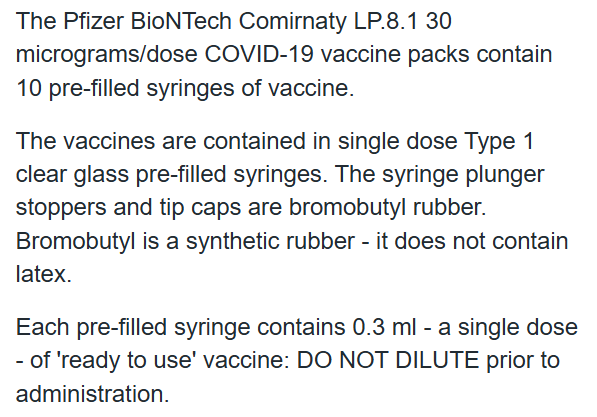 The Pfizer BioNTech Comirnaty LP.8.1 30
micrograms/dose COVID-19 vaccine packs contain
10 pre-filled syringes of vaccine.
The vaccines are contained in single dose Type 1
clear glass pre-filled syringes. The syringe plunger
stoppers and tip caps are bromobutyl rubber.
Bromobutyl is a synthetic rubber - it does not contain
latex.
Each pre-filled syringe contains 0.3 ml - a single dose
- of 'ready to use' vaccine: DO NOT DILUTE prior to
administration.